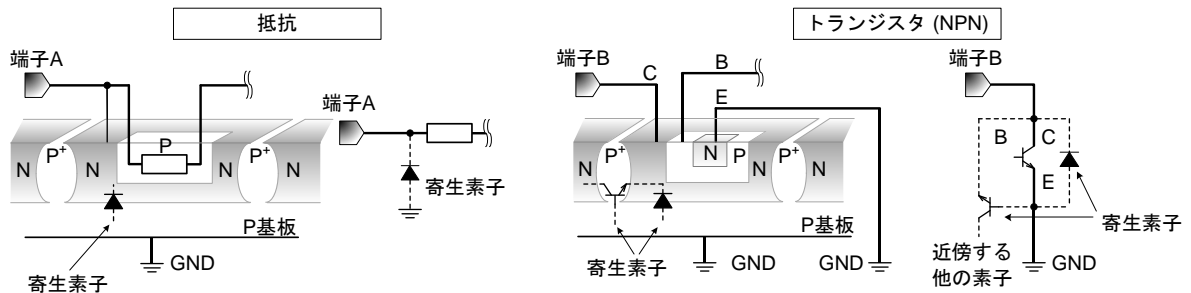 抵抗
端子A
N
P+
N
P
N
P+
N
P基板
GND
寄生素子
端子A
寄生素子
トランジスタ (NPN)
端子B
C
B
E
N
P+
N
N
P
N
P+
N
P基板
寄生素子
GND
GND
端子B
B
C
E
寄生素子
近傍する
他の素子
GND